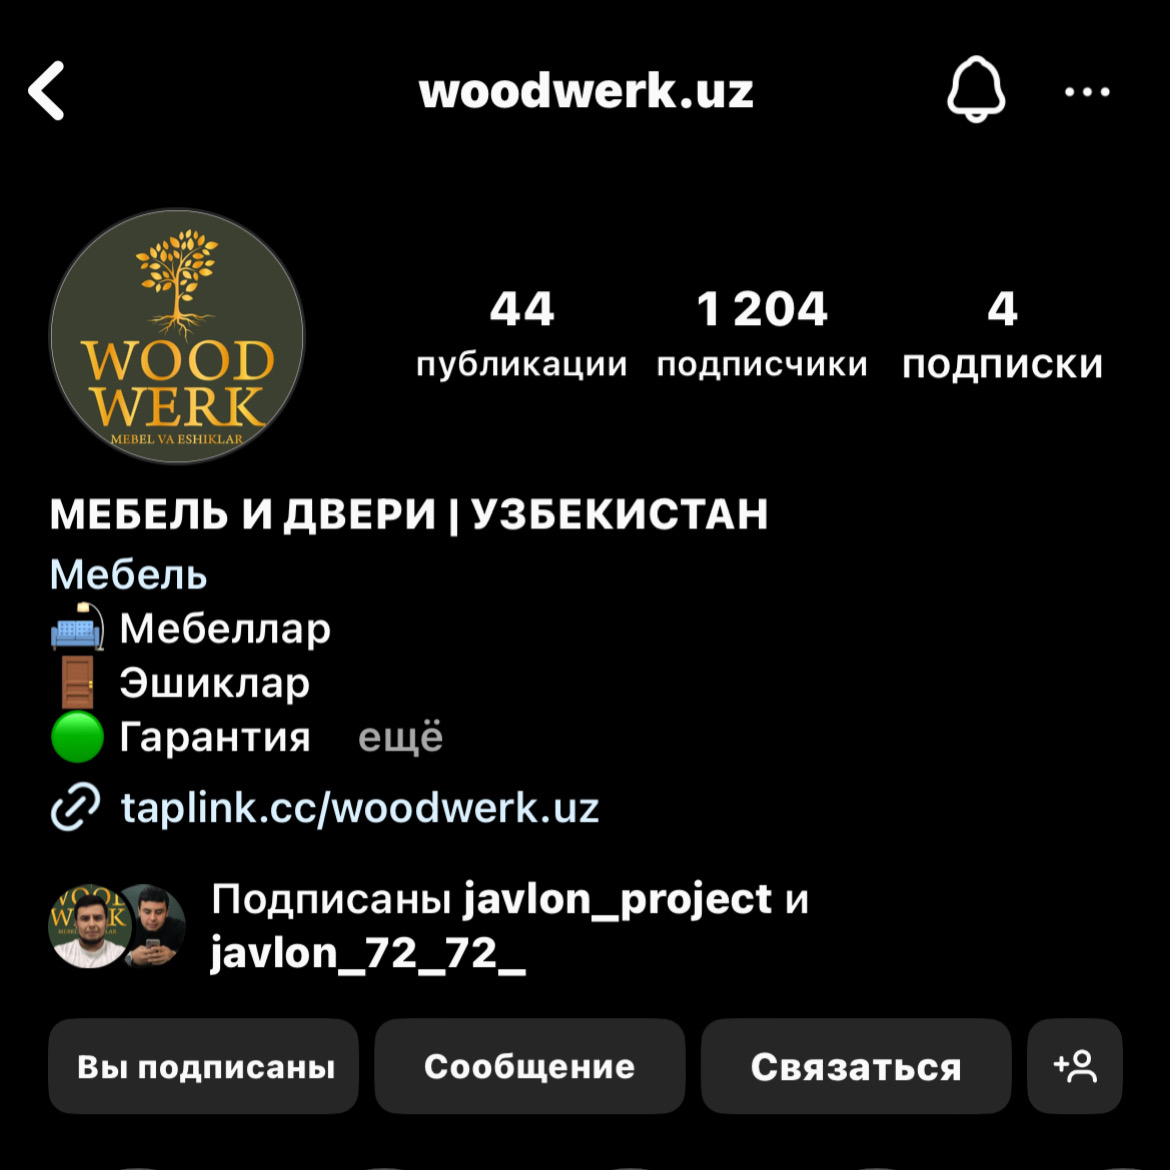 woodwerk.uz
WOOD
WERK
MEBEL VA ESHIKLAR
44
публикации
1 204
подписчики
4
подписки
МЕБЕЛЬ И ДВЕРИ | УЗБЕКИСТАН
Мебель
Мебеллар
Эшиклар
Гарантия ещё
taplink.cc/woodwerk.uz
Подписаны javlon_project и
javlon_72_72_
Вы подписаны
Сообщение
Связаться